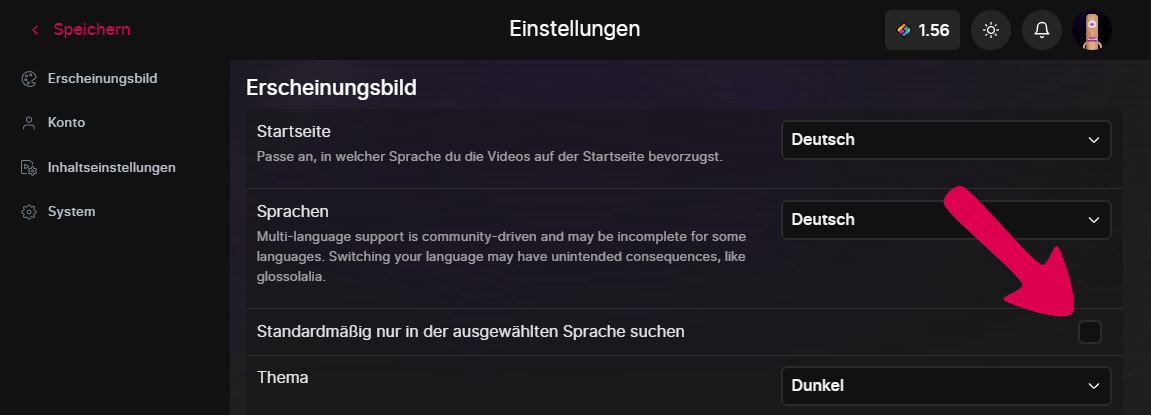 Speichern
Einstellungen
1.56
Erscheinungsbild
Konto
Inhaltseinstellungen
System
Erscheinungsbild
Startseite
Passe an, in welcher Sprache du die Videos auf der Startseite bevorzugst.
Deutsch
Sprachen
Multi-language support is community-driven and may be incomplete for some
languages. Switching your language may have unintended consequences, like
glossolalia.
Deutsch
Standardmäßig nur in der ausgewählten Sprache suchen
Thema
Dunkel